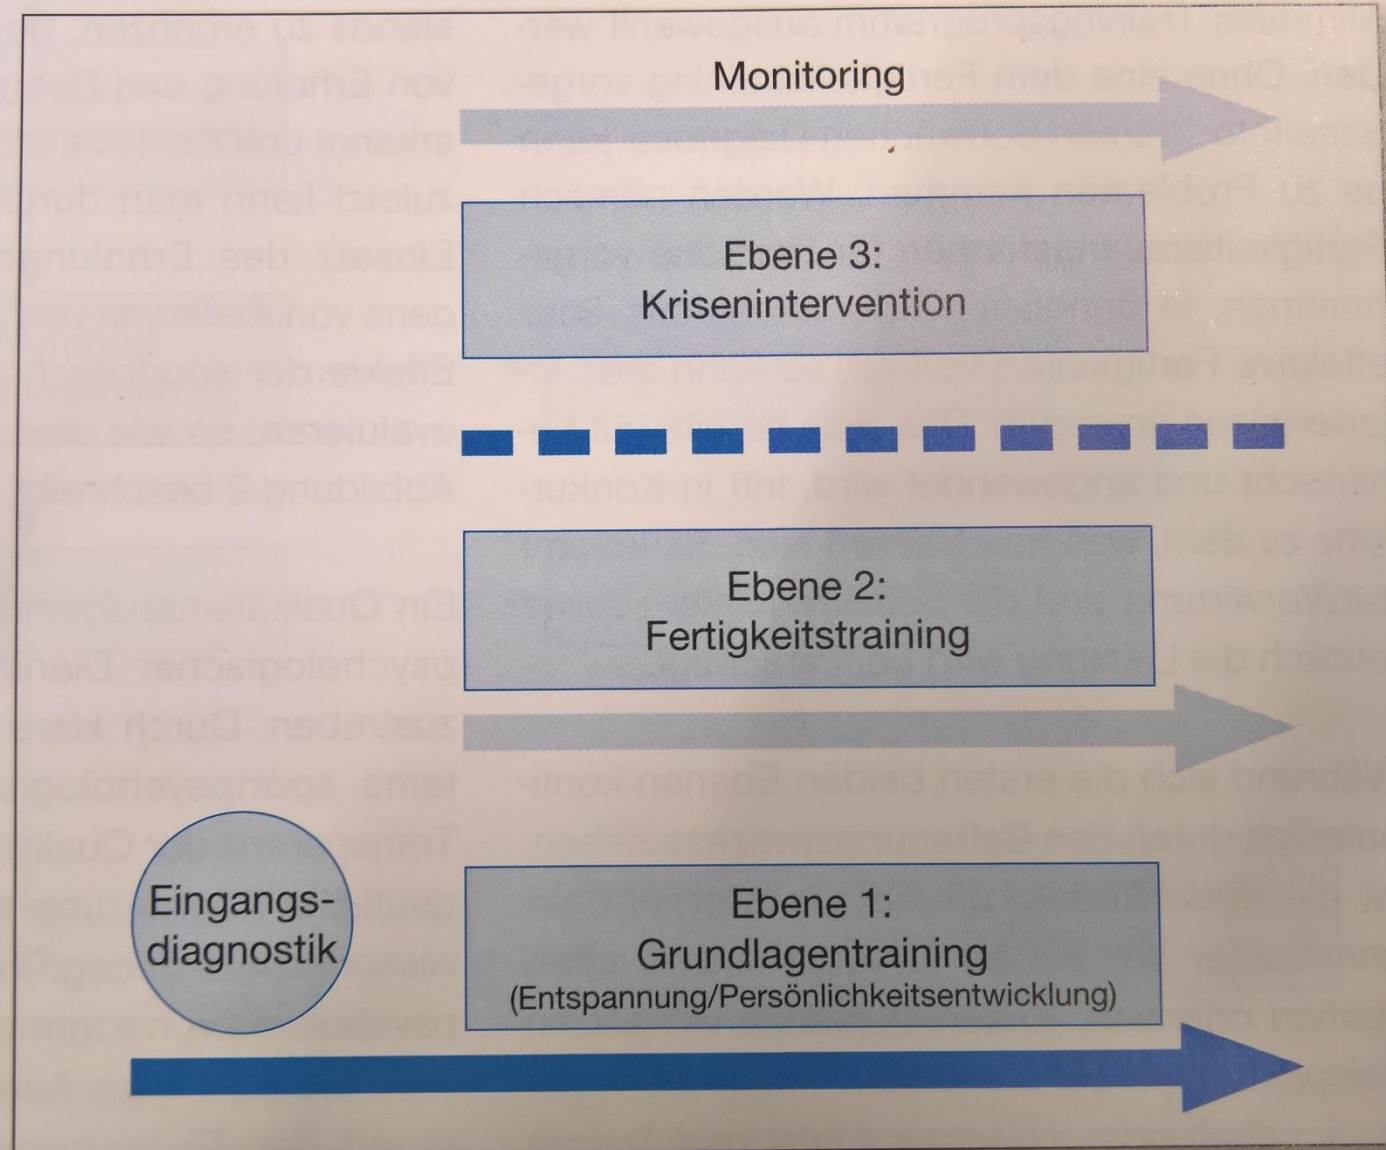 Monitoring
Ebene 3:
Krisenintervention
Ebene 2:
Fertigkeitstraining
Eingangs-
diagnostik
Ebene 1:
Grundlagentraining
(Entspannung/Persönlichkeitsentwicklung)